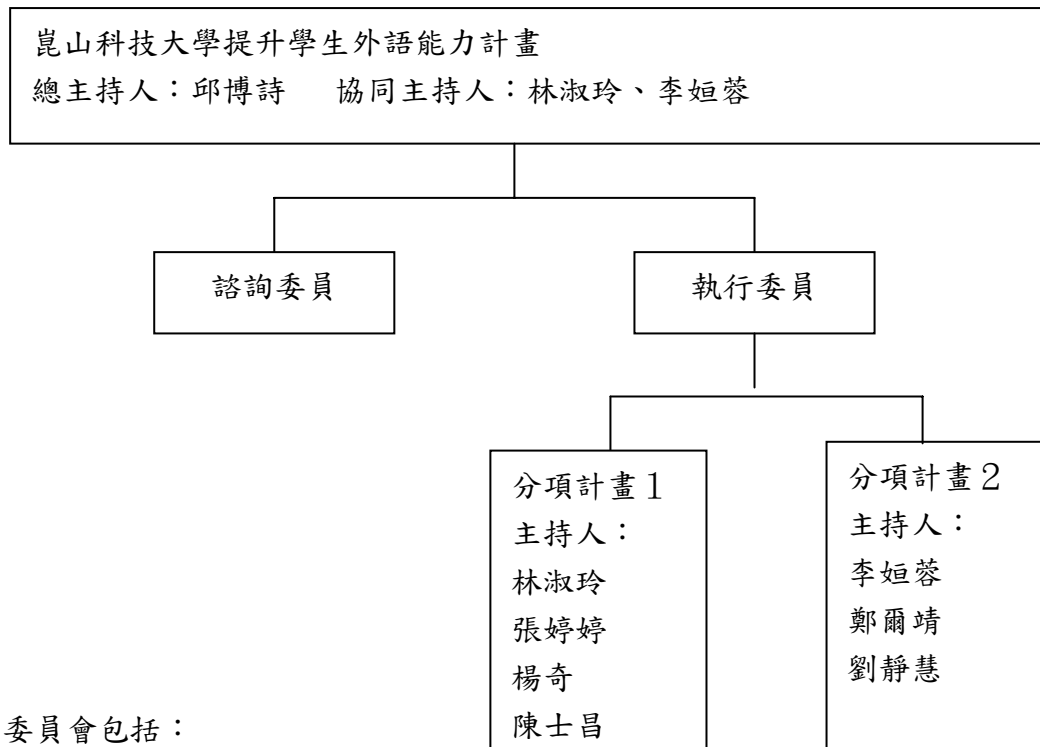 崑山科技大學提升學生外語能力計畫
總主持人：邱博詩　協同主持人：林淑玲、李姮蓉
諮詢委員
執行委員
分項計畫１
主持人：
林淑玲
張婷婷
楊奇
陳士昌
分項計畫２
主持人：
李姮蓉
鄭爾靖
劉靜慧
委員會包括：